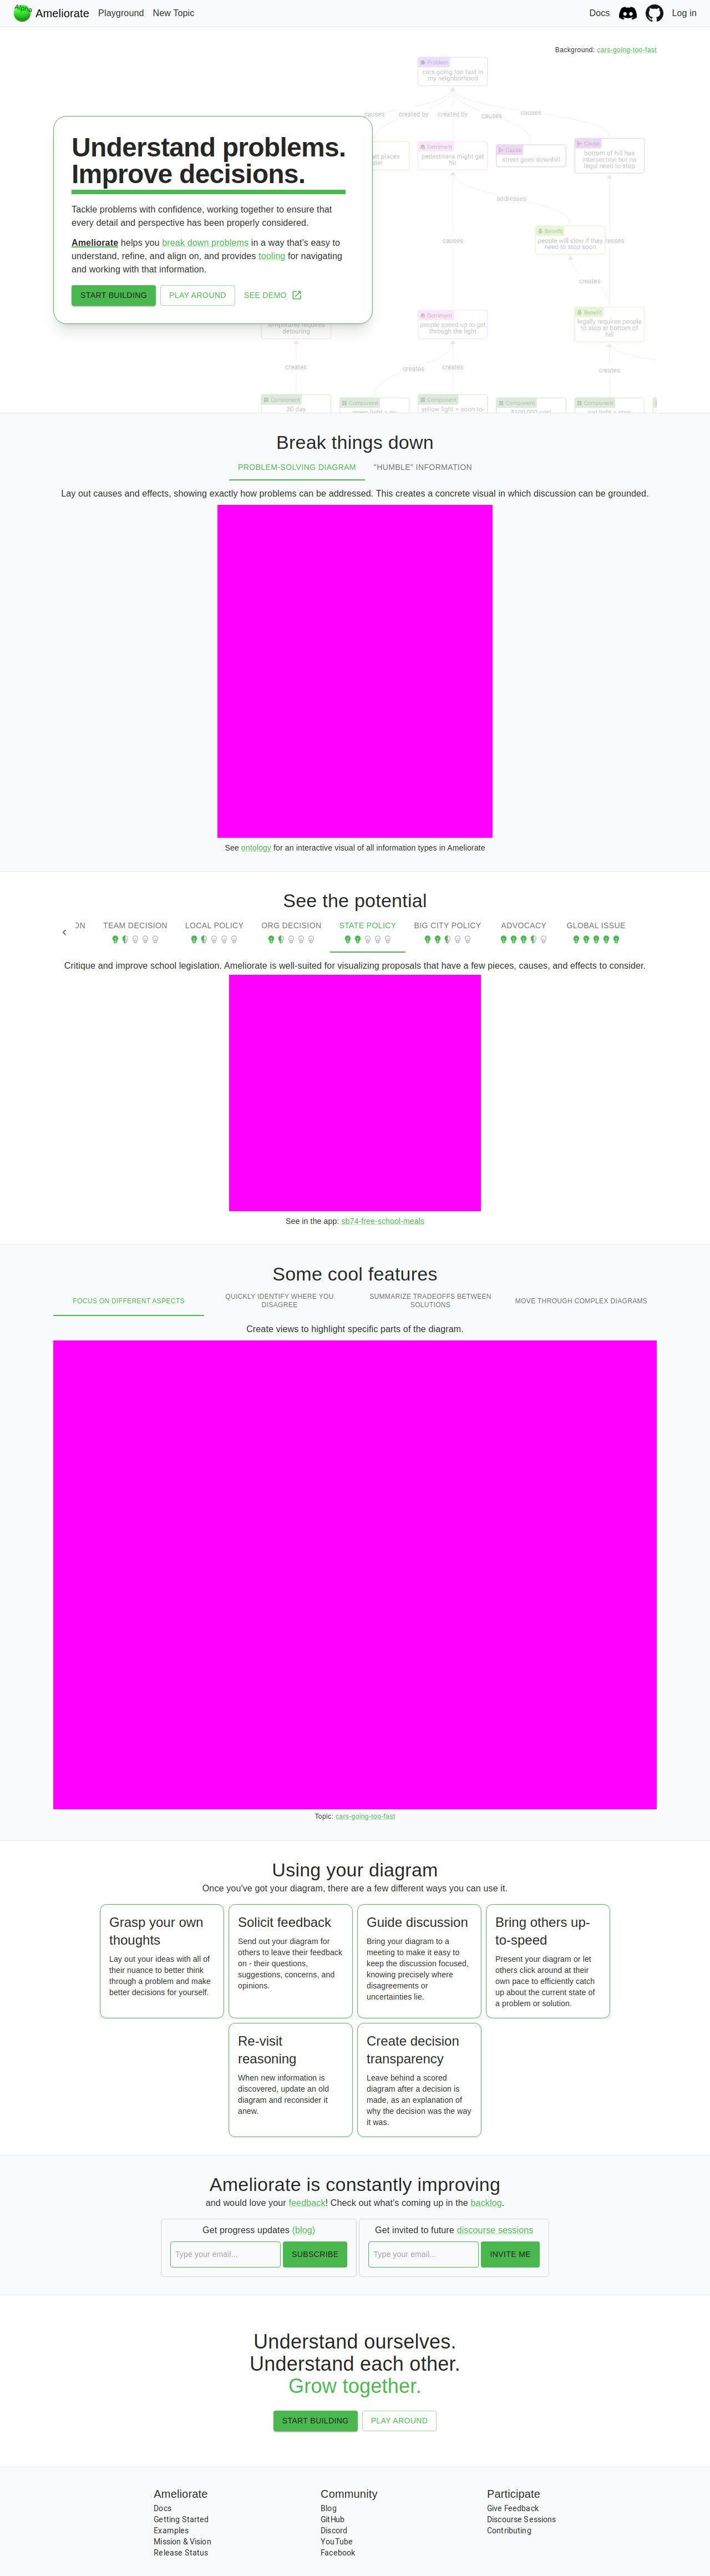 Alpha
Ameliorate
Playground
New Topic
Docs
Log in
Background: cars-going-too-fast
Problem
cars going too fast in
my neighborhood
causes
created by
created by
causes
causes
Understand problems.
Improve decisions.
Tackle problems with confidence, working together to ensure that
every detail and perspective has been properly considered.
Ameliorate helps you break down problems in a way that's easy to
understand, refine, and align on, and provides tooling for navigating
and working with that information.
START BUILDING
PLAY AROUND
SEE DEMO
Detriment
pedestrians might get
hit
Cause
street goes downhill
Cause
bottom of hill has
intersection but no
legal need to stop
addresses
causes
Benefit
people will slow if they
need to stop soon
creates
Detriment
people speed up to get
through the light
Benefit
legally requires people
to stop at bottom of
hill
detouring
creates
creates
creates
creates
Component
30 day
Component
Component
yellow light = soon-to-
Component
$100,000 cost
Component
red light = stop
Break things down
PROBLEM-SOLVING DIAGRAM
"HUMBLE" INFORMATION
Lay out causes and effects, showing exactly how problems can be addressed. This creates a concrete visual in which discussion can be grounded.
See ontology for an interactive visual of all information types in Ameliorate
See the potential
ON
TEAM DECISION
LOCAL POLICY
ORG DECISION
STATE POLICY
BIG CITY POLICY
ADVOCACY
GLOBAL ISSUE
Critique and improve school legislation. Ameliorate is well-suited for visualizing proposals that have a few pieces, causes, and effects to consider.
See in the app: sb74-free-school-meals
Some cool features
FOCUS ON DIFFERENT ASPECTS
QUICKLY IDENTIFY WHERE YOU
DISAGREE
SUMMARIZE TRADEOFFS BETWEEN
SOLUTIONS
MOVE THROUGH COMPLEX DIAGRAMS
Create views to highlight specific parts of the diagram.
Topic: cars-going-too-fast
Using your diagram
Once you've got your diagram, there are a few different ways you can use it.
Grasp your own
thoughts
Lay out your ideas with all of
their nuance to better think
through a problem and make
better decisions for yourself.
Solicit feedback
Send out your diagram for
others to leave their feedback
on - their questions,
suggestions, concerns, and
opinions.
Guide discussion
Bring your diagram to a
meeting to make it easy to
keep the discussion focused,
knowing precisely where
disagreements or
uncertainties lie.
Bring others up-
to-speed
Present your diagram or let
others click around at their
own pace to efficiently catch
up about the current state of
a problem or solution.
Re-visit
reasoning
When new information is
discovered, update an old
diagram and reconsider it
anew.
Create decision
transparency
Leave behind a scored
diagram after a decision is
made, as an explanation of
why the decision was the way
it was.
Ameliorate is constantly improving
and would love your feedback! Check out what's coming up in the backlog.
Get progress updates (blog)
Type your email...
SUBSCRIBE
Get invited to future discourse sessions
Type your email...
INVITE ME
Understand ourselves.
Understand each other.
Grow together.
START BUILDING
PLAY AROUND
Ameliorate
Docs
Getting Started
Examples
Mission & Vision
Release Status
Community
Blog
GitHub
Discord
YouTube
Facebook
Participate
Give Feedback
Discourse Sessions
Contributing